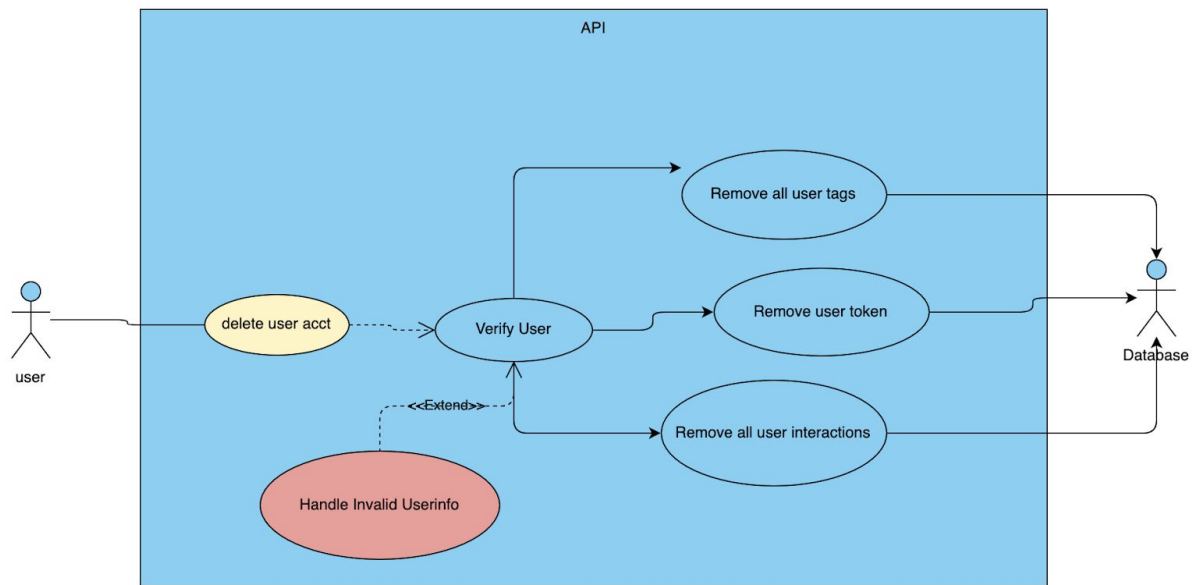 API
Remove all user tags
user
delete user acct
Verify User
Remove user token
Database
<<Extend>>
Remove all user interactions
Handle Invalid Userinfo